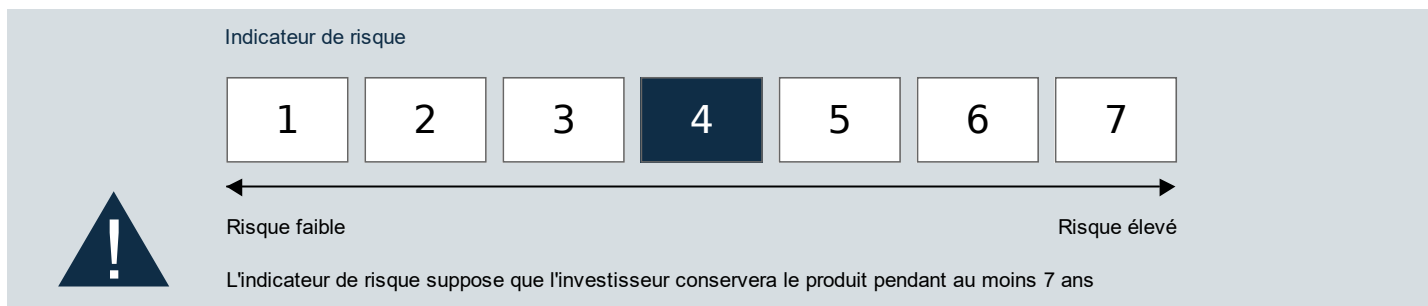 Indicateur de risque
1 2 3 4 5 6 7
Risque faible Risque élevé
!
L'indicateur de risque suppose que l'investisseur conservera le produit pendant au moins 7 ans